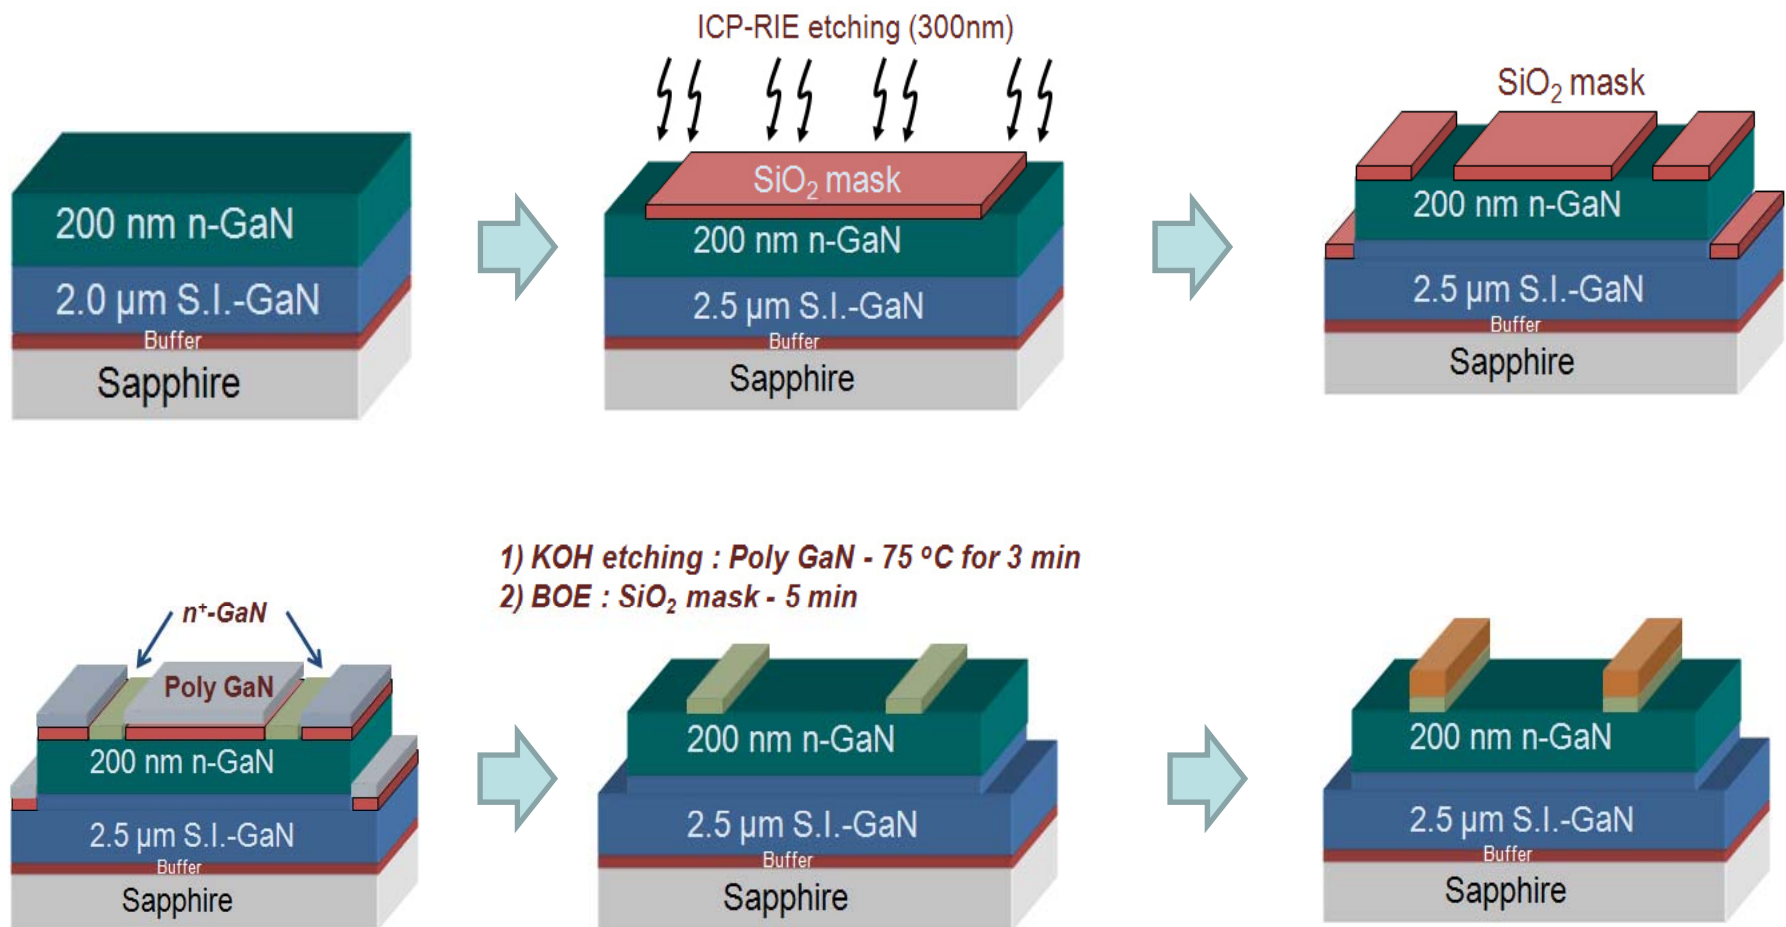 ICP-RIE etching (300nm)
200 nm n-GaN
2.0 µm S.I.-GaN
Buffer
Sapphire
SiO₂ mask
200 nm n-GaN
2.5 µm S.I.-GaN
Buffer
Sapphire
SiO₂ mask
200 nm n-GaN
2.5 µm S.I.-GaN
Buffer
Sapphire
n⁺-GaN
Poly GaN
200 nm n-GaN
2.5 µm S.I.-GaN
Buffer
Sapphire
1) KOH etching : Poly GaN - 75 ºC for 3 min
2) BOE : SiO₂ mask - 5 min
200 nm n-GaN
2.5 µm S.I.-GaN
Buffer
Sapphire
200 nm n-GaN
2.5 µm S.I.-GaN
Buffer
Sapphire